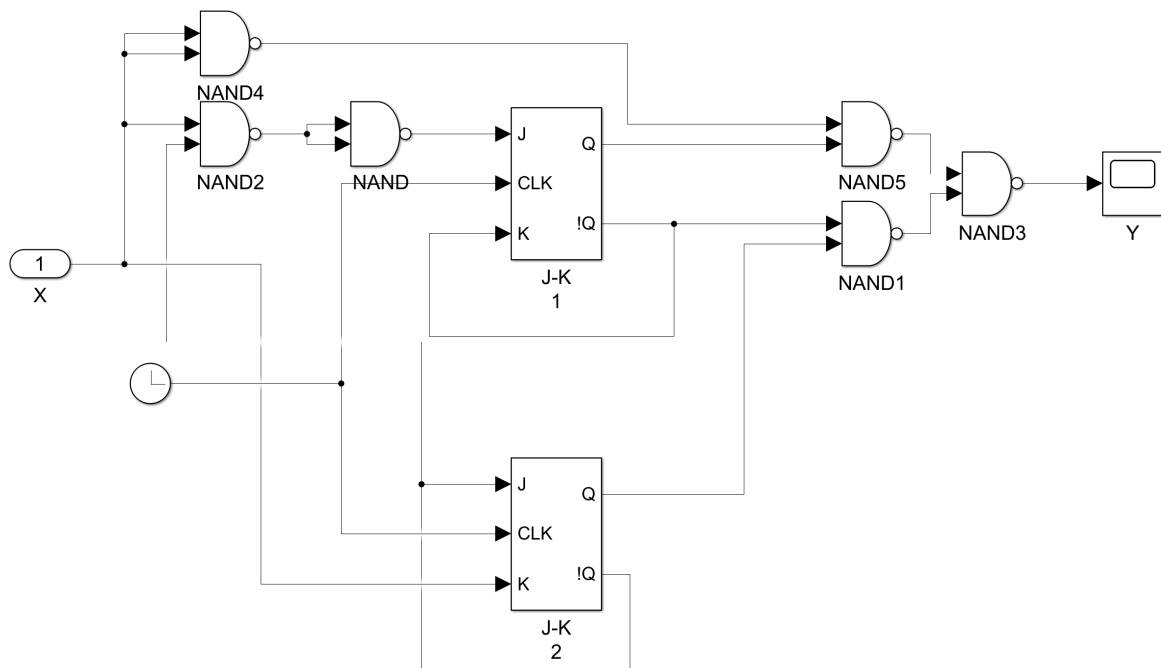 NAND4
NAND2
NAND
J
CLK
K
Q
!Q
J-K
1
NAND5
NAND1
NAND3
Y
1
X
J
CLK
K
Q
!Q
J-K
2